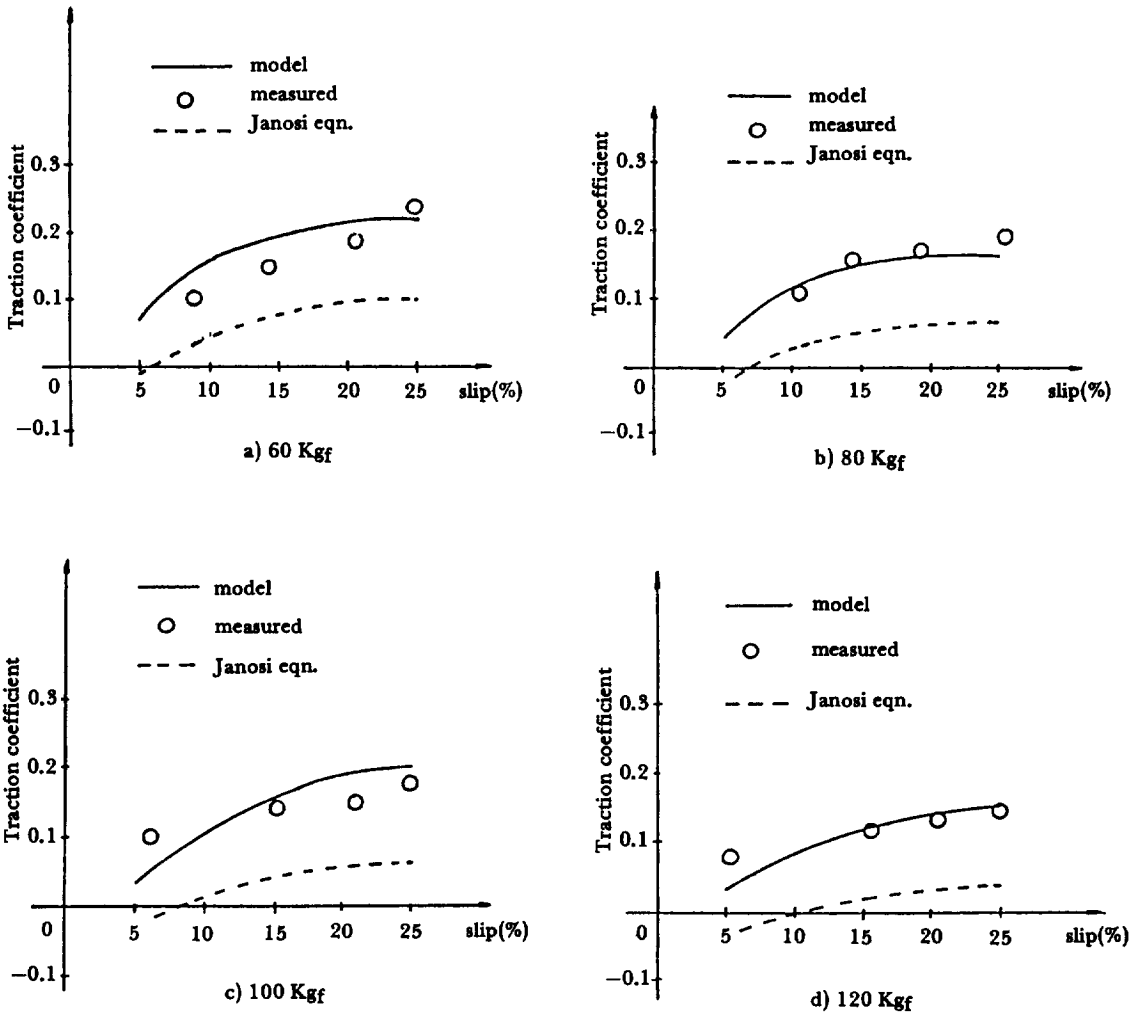 model
measured
Janosi eqn.
Traction coefficient
0.3
0.2
0.1
0
−0.1
5
10
15
20
25
slip(%)
a) 60 Kgf
model
measured
Janosi eqn.
Traction coefficient
0.3
0.2
0.1
0
−0.1
5
10
15
20
25
slip(%)
b) 80 Kgf
model
measured
Janosi eqn.
Traction coefficient
0.3
0.2
0.1
0
−0.1
5
10
15
20
25
slip(%)
c) 100 Kgf
model
measured
Janosi eqn.
Traction coefficient
0.3
0.2
0.1
0
−0.1
5
10
15
20
25
slip(%)
d) 120 Kgf